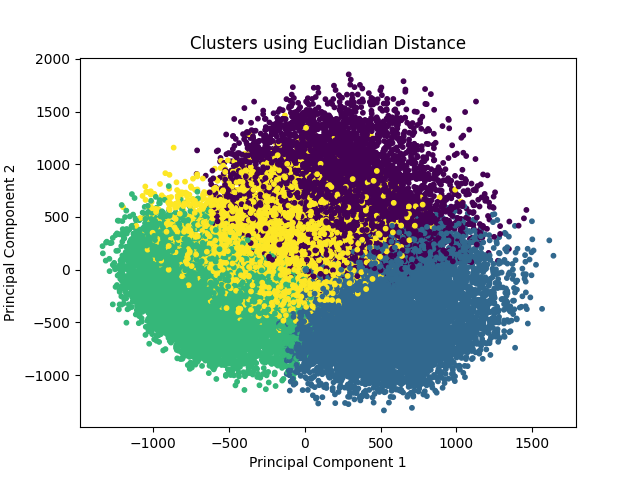 Clusters using Euclidian Distance
2000
1500
1000
500
0
−500
−1000
Principal Component 2
−1000 −500 0 500 1000 1500
Principal Component 1